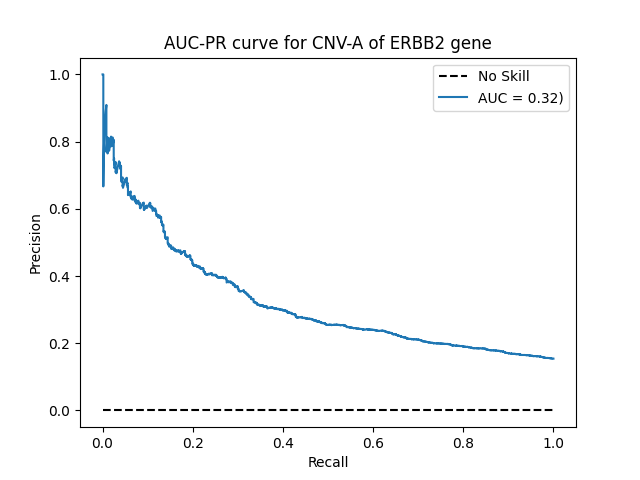 AUC-PR curve for CNV-A of ERBB2 gene
No Skill
AUC = 0.32)
Precision
1.0
0.8
0.6
0.4
0.2
0.0
0.0 0.2 0.4 0.6 0.8 1.0
Recall